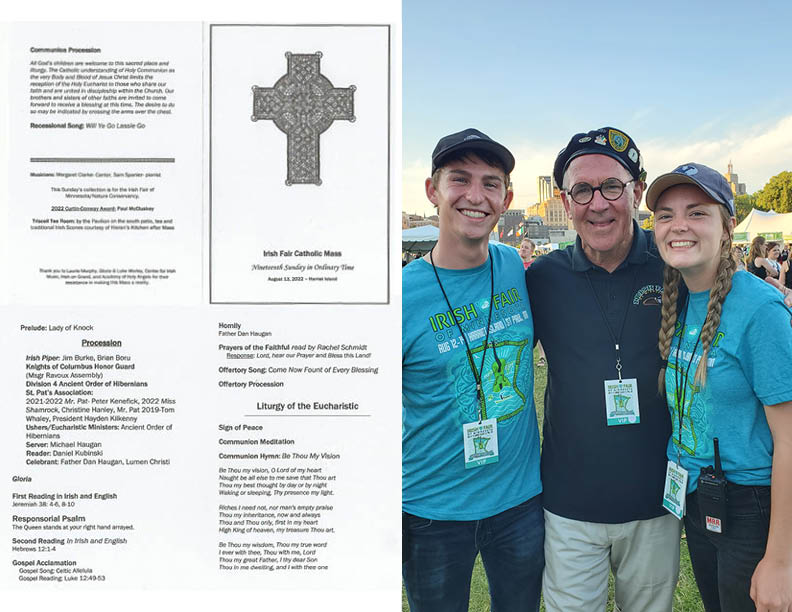 Communion Procession
All God's children are welcome to this sacred place and
liturgy. The Catholic understanding of Holy Communion as
the very Body and Blood of Jesus Christ limits the
reception of the Holy Eucharist to those who share our
faith and are united in discipleship within the Church. Our
brothers and sisters of other faiths are invited to come
forward to receive a blessing at this time. The desire to do
so may be indicated by crossing the arms over the chest.
Recessional Song: Will Ye Go Lassie Go
Musicians: Margaret Clarke- Cantor, Sam Spanier- pianist
This Sunday's collection is for the Irish Fair of
Minnesota/Nature Conservancy.
2022 Curtin-Conway Award: Paul McCluskey
Triscell Tea Room: by the Pavilion on the south patio, tea and
traditional Irish Scones courtesy of Kieran's Kitchen after Mass
Thank you to Laurie Murphy, Gloria & Luke Worley, Center for Irish
Music, Irish on Grand, and Academy of Holy Angels for their
assistance in making this Mass a reality.
Irish Fair Catholic Mass
Nineteenth Sunday in Ordinary Time
August 13, 2022 – Harriet Island
Prelude: Lady of Knock
Procession
Irish Piper: Jim Burke, Brian Boru
Knights of Columbus Honor Guard
(Msgr Ravoux Assembly)
Division 4 Ancient Order of Hibernians
St. Pat's Association:
2021-2022 Mr. Pat- Peter Kenefick, 2022 Miss
Shamrock, Christine Hanley, Mr. Pat 2019-Tom
Whaley, President Hayden Kilkenny
Ushers/Eucharistic Ministers: Ancient Order of
Hibernians
Server: Michael Haugan
Reader: Daniel Kubinski
Celebrant: Father Dan Haugan, Lumen Christi
Gloria
First Reading in Irish and English
Jeremiah 38: 4-6, 8-10
Responsorial Psalm
The Queen stands at your right hand arrayed.
Second Reading In Irish and English
Hebrews 12:1-4
Gospel Acclamation
Gospel Song: Celtic Allelulia
Gospel Reading: Luke 12:49-53
Homily
Father Dan Haugan
Prayers of the Faithful read by Rachel Schmidt
Response: Lord, hear our Prayer and Bless this Land!
Offertory Song: Come Now Fount of Every Blessing
Offertory Procession
Liturgy of the Eucharistic
Sign of Peace
Communion Meditation
Communion Hymn: Be Thou My Vision
Be Thou my vision, O Lord of my heart
Nought be all else to me save that Thou art
Thou my best thought by day or by night
Waking or sleeping, Thy presence my light.
Riches I need not, nor man's empty praise
Thou my inheritance, now and always
Thou and Thou only, first in my heart
High King of heaven, my treasure Thou art.
Be Thou my wisdom, Thou my true word
I ever with thee, Thou with me, Lord
Thou my great Father, I thy dear Son
Thou in me dwelling, and I with thee one
IRISH FAIR
AUG 12-
IRISH FAIR
VIP
IRISH FAIR
VIP
MRR